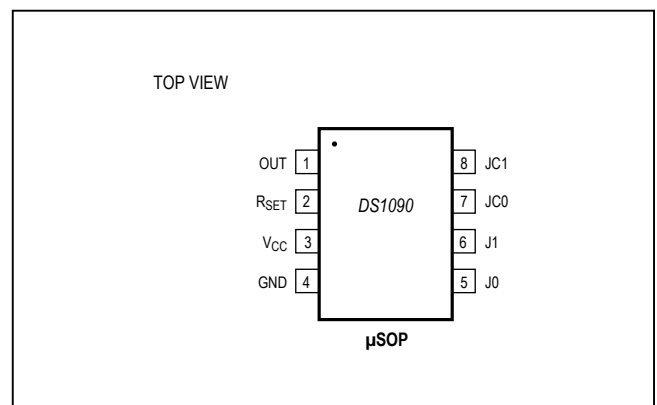 TOP VIEW
OUT 1
RSET 2
VCC 3
GND 4
DS1090
8 JC1
7 JC0
6 J1
5 J0
µSOP